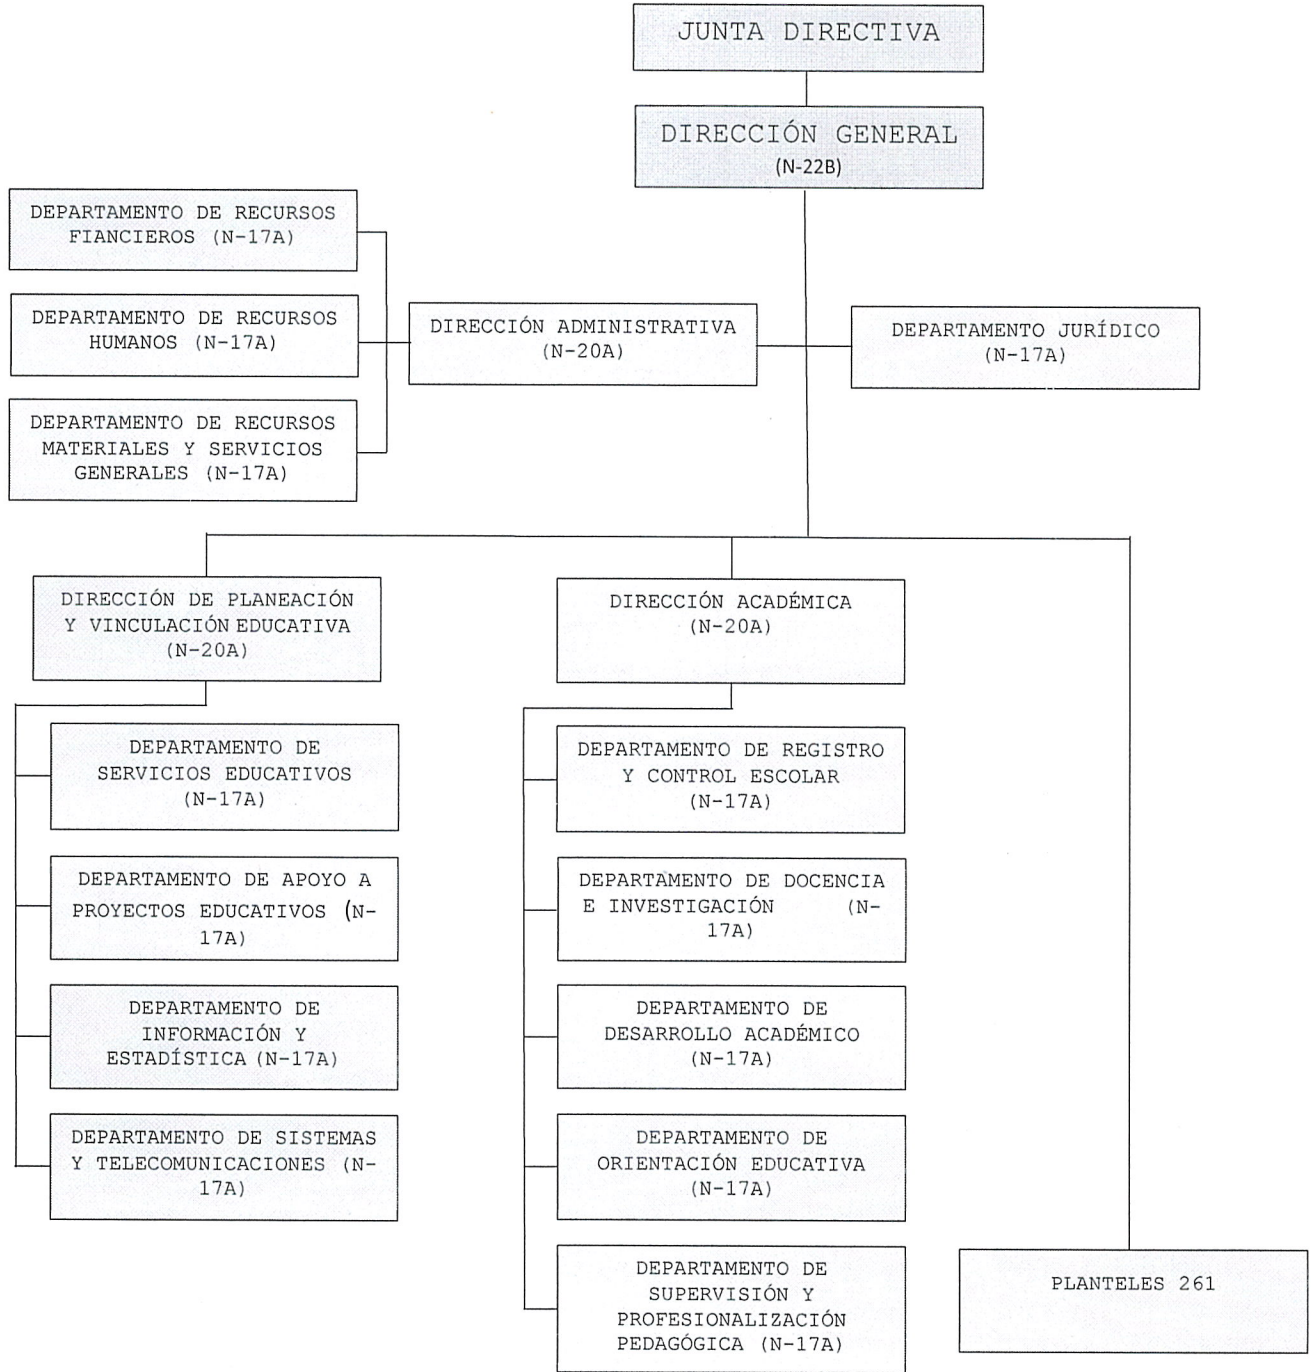 JUNTA DIRECTIVA
DIRECCIÓN GENERAL
(N-22B)
DEPARTAMENTO DE RECURSOS
FIANCIEROS (N-17A)
DEPARTAMENTO DE RECURSOS
HUMANOS (N-17A)
DEPARTAMENTO DE RECURSOS
MATERIALES Y SERVICIOS
GENERALES (N-17A)
DIRECCIÓN ADMINISTRATIVA
(N-20A)
DEPARTAMENTO JURÍDICO
(N-17A)
DIRECCIÓN DE PLANEACIÓN
Y VINCULACIÓN EDUCATIVA
(N-20A)
DEPARTAMENTO DE
SERVICIOS EDUCATIVOS
(N-17A)
DEPARTAMENTO DE APOYO A
PROYECTOS EDUCATIVOS (N-
17A)
DEPARTAMENTO DE
INFORMACIÓN Y
ESTADÍSTICA (N-17A)
DEPARTAMENTO DE SISTEMAS
Y TELECOMUNICACIONES (N-
17A)
DIRECCIÓN ACADÉMICA
(N-20A)
DEPARTAMENTO DE REGISTRO
Y CONTROL ESCOLAR
(N-17A)
DEPARTAMENTO DE DOCENCIA
E INVESTIGACIÓN (N-
17A)
DEPARTAMENTO DE
DESARROLLO ACADÉMICO
(N-17A)
DEPARTAMENTO DE
ORIENTACIÓN EDUCATIVA
(N-17A)
DEPARTAMENTO DE
SUPERVISIÓN Y
PROFESIONALIZACIÓN
PEDAGÓGICA (N-17A)
PLANTELES 261